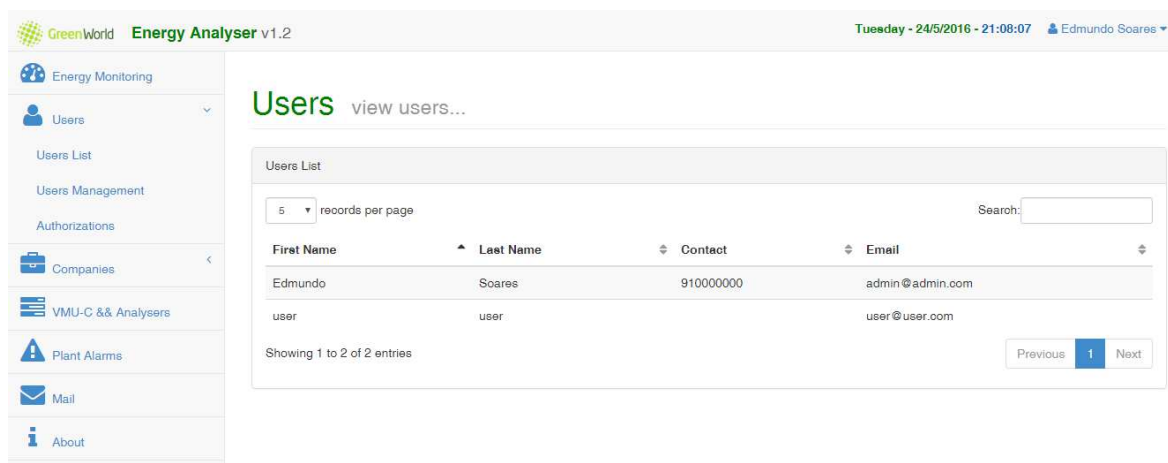 GreenWorld Energy Analyser v1.2
Tuesday - 24/5/2016 - 21:08:07 Edmundo Soares
Energy Monitoring
Users
Users List
Users Management
Authorizations
Companies
VMU-C && Analysers
Plant Alarms
Mail
About
Users view users...
Users List
5 records per page
Search:
First Name Last Name Contact Email
Edmundo Soares 910000000 admin@admin.com
user user user@user.com
Showing 1 to 2 of 2 entries
Previous 1 Next